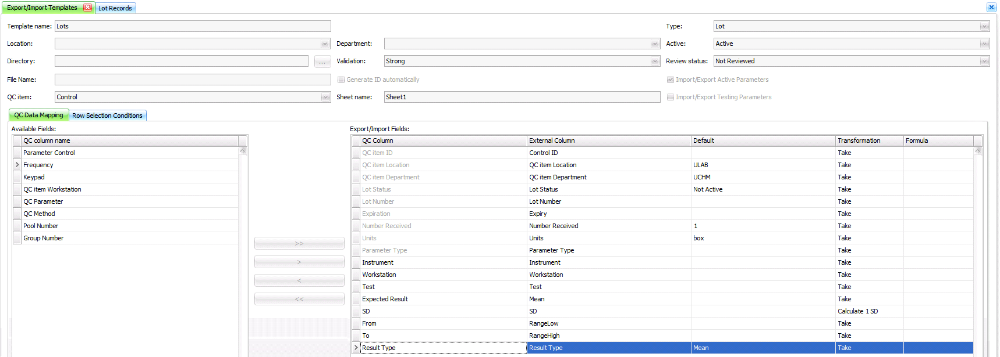 Export/Import Templates Lot Records
Template name: Lots Type: Lot
Location: Department: Active: Active
Directory: ... Validation: Strong Review status: Not Reviewed
File Name: Generate ID automatically Import/Export Active Parameters
QC item: Control Sheet name: Sheet1 Import/Export Testing Parameters
QC Data Mapping Row Selection Conditions
Available Fields:
QC column name
Parameter Control
Frequency
Keypad
QC item Workstation
QC Parameter
QC Method
Pool Number
Group Number
>>
>
<
<<
Export/Import Fields:
QC Column External Column Default Transformation Formula
QC item ID Control ID Take
QC item Location QC item Location ULAB Take
QC item Department QC item Department UCHM Take
Lot Status Lot Status Not Active Take
Lot Number Lot Number Take
Expiration Expiry Take
Number Received Number Received 1 Take
Units Units box Take
Parameter Type Parameter Type Take
Instrument Instrument Take
Workstation Workstation Take
Test Test Take
Expected Result Mean Take
SD SD Calculate 1 SD
From RangeLow Take
To RangeHigh Take
Result Type Result Type Mean Take